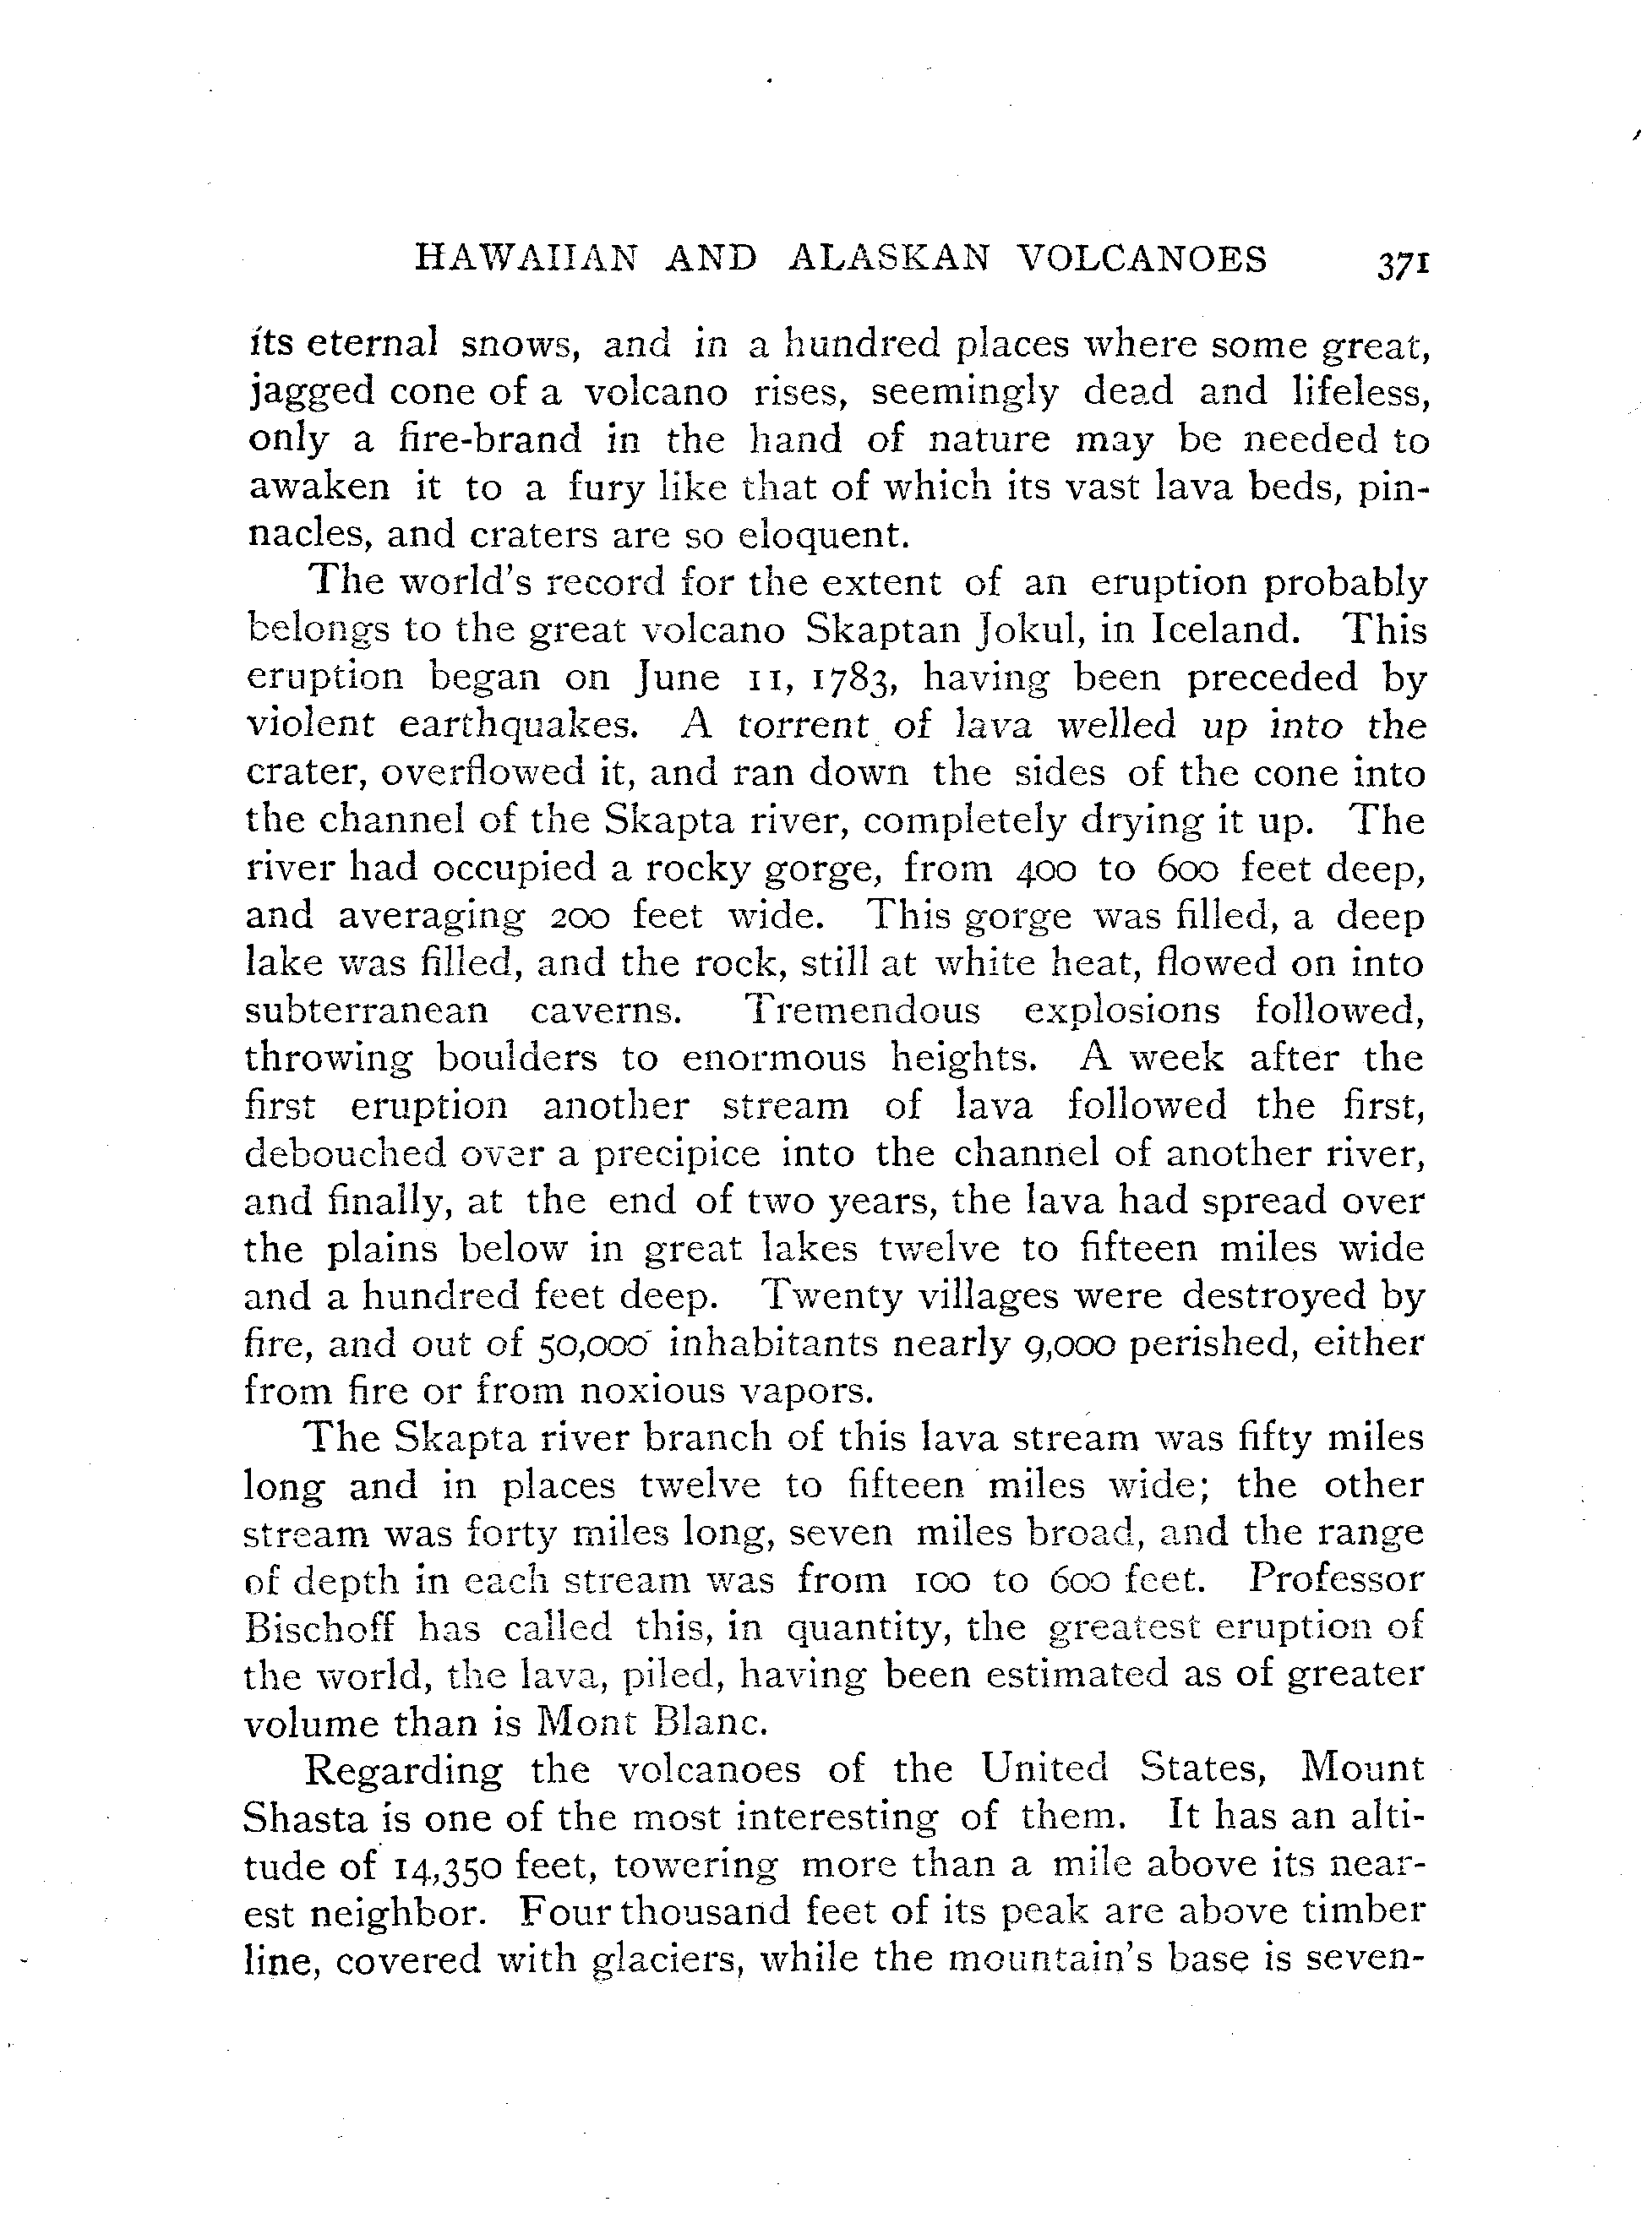 HAWAIIAN AND ALASKAN VOLCANOES 371
its eternal snows, and in a hundred places where some great,
jagged cone of a volcano rises, seemingly dead and lifeless,
only a fire-brand in the hand of nature may be needed to
awaken it to a fury like that of which its vast lava beds, pin-
nacles, and craters are so eloquent.
The world's record for the extent of an eruption probably
belongs to the great volcano Skaptan Jokul, in Iceland. This
eruption began on June 11, 1783, having been preceded by
violent earthquakes. A torrent of lava welled up into the
crater, overflowed it, and ran down the sides of the cone into
the channel of the Skapta river, completely drying it up. The
river had occupied a rocky gorge, from 400 to 600 feet deep,
and averaging 200 feet wide. This gorge was filled, a deep
lake was filled, and the rock, still at white heat, flowed on into
subterranean caverns. Tremendous explosions followed,
throwing boulders to enormous heights. A week after the
first eruption another stream of lava followed the first,
debouched over a precipice into the channel of another river,
and finally, at the end of two years, the lava had spread over
the plains below in great lakes twelve to fifteen miles wide
and a hundred feet deep. Twenty villages were destroyed by
fire, and out of 50,000 inhabitants nearly 9,000 perished, either
from fire or from noxious vapors.
The Skapta river branch of this lava stream was fifty miles
long and in places twelve to fifteen miles wide; the other
stream was forty miles long, seven miles broad, and the range
of depth in each stream was from 100 to 600 feet. Professor
Bischoff has called this, in quantity, the greatest eruption of
the world, the lava, piled, having been estimated as of greater
volume than is Mont Blanc.
Regarding the volcanoes of the United States, Mount
Shasta is one of the most interesting of them. It has an alti-
tude of 14,350 feet, towering more than a mile above its near-
est neighbor. Four thousand feet of its peak are above timber
line, covered with glaciers, while the mountain's base is seven-